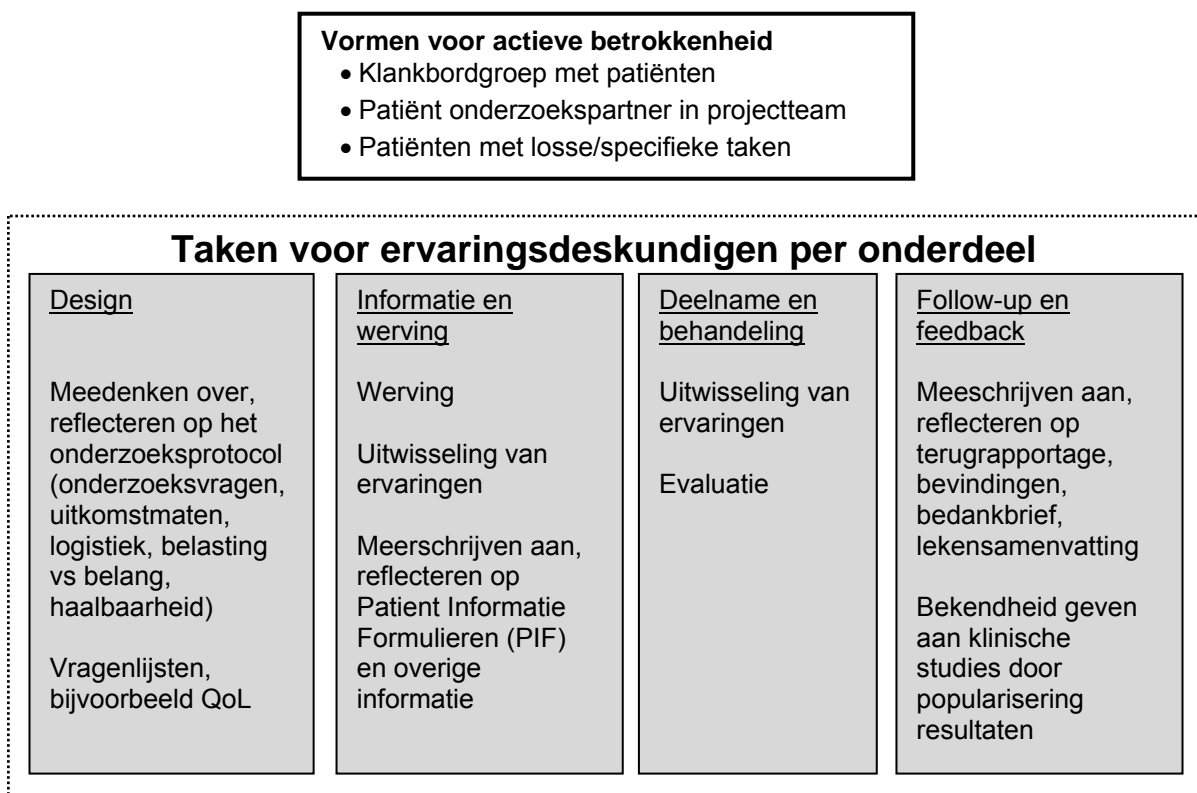 Vormen voor actieve betrokkenheid
• Klankbordgroep met patiënten
• Patiënt onderzoekspartner in projectteam
• Patiënten met losse/specifieke taken
Taken voor ervaringsdeskundigen per onderdeel
Design
Meedenken over,
reflecteren op het
onderzoeksprotocol
(onderzoeksvragen,
uitkomstmaten,
logistiek, belasting
vs belang,
haalbaarheid)
Vragenlijsten,
bijvoorbeeld QoL
Informatie en
werving
Werving
Uitwisseling van
ervaringen
Meerschrijven aan,
reflecteren op
Patient Informatie
Formulieren (PIF)
en overige
informatie
Deelname en
behandeling
Uitwisseling van
ervaringen
Evaluatie
Follow-up en
feedback
Meeschrijven aan,
reflecteren op
terugrapportage,
bevindingen,
bedankbrief,
lekensamenvatting
Bekendheid geven
aan klinische
studies door
popularisering
resultaten